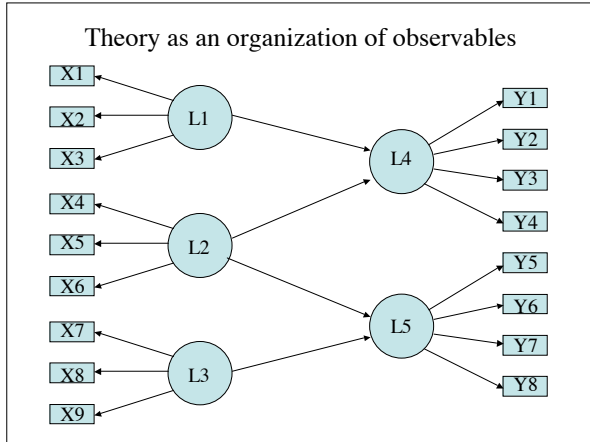 Theory as an organization of observables
X1
X2
X3
X4
X5
X6
X7
X8
X9
L1
L2
L3
L4
L5
Y1
Y2
Y3
Y4
Y5
Y6
Y7
Y8